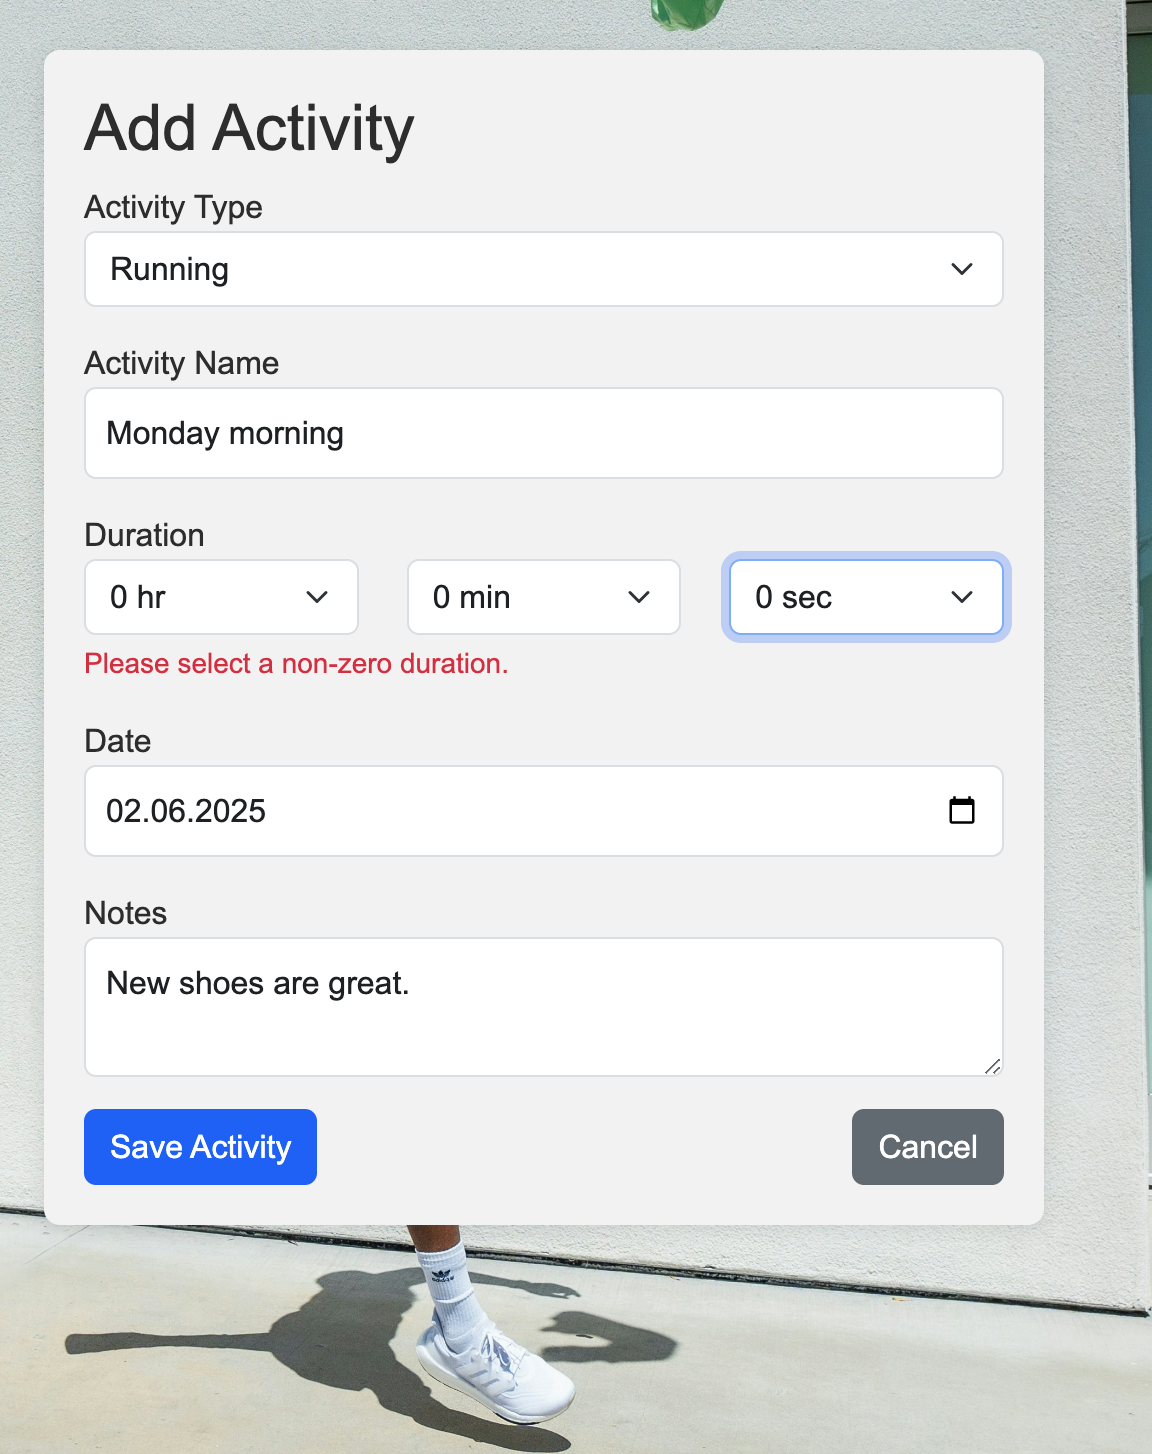 Add Activity
Activity Type
Running
Activity Name
Monday morning
Duration
0 hr 0 min 0 sec
Please select a non-zero duration.
Date
02.06.2025
Notes
New shoes are great.
Save Activity Cancel
adidas